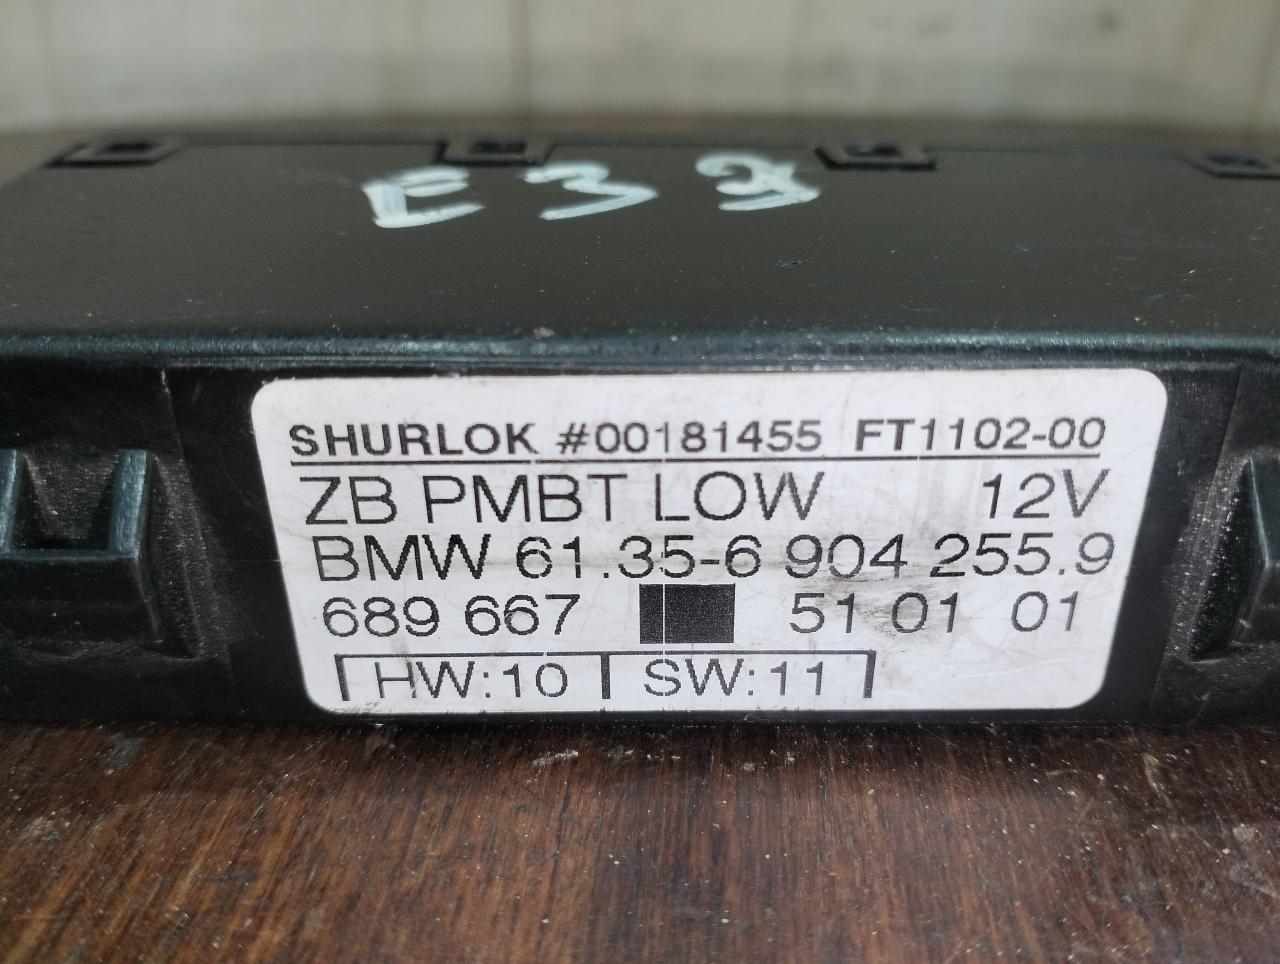 E39
SHURLOK #00181455 FT1102-00
ZB PMBT LOW 12V
BMW 61.35-6 904 255.9
689 667 51 01 01
HW:10 SW:11